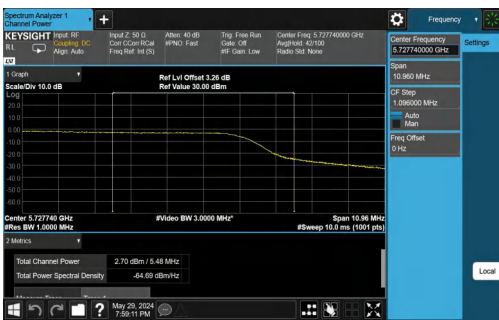 Spectrum Analyzer 1
Channel Power
Frequency
KEYSIGHT
Input: RF
Coupling: DC
Align: Auto
Input Z: 50 Ω
Corr CCorr RCal
Freq Ref: Int (S)
Atten: 40 dB
#PNO: Fast
Trig: Free Run
Gate: Off
#IF Gain: Low
Center Freq: 5.727740000 GHz
Avg|Hold: 42/100
Radio Std: None
R L
Center Frequency
5.727740000 GHz
Settings
Span
10.960 MHz
CF Step
1.096000 MHz
Auto
Man
Freq Offset
0 Hz
Local
1 Graph
Scale/Div 10.0 dB
Ref Lvl Offset 3.26 dB
Ref Value 30.00 dBm
Log
20.0
10.0
0.00
-10.0
-20.0
-30.0
-40.0
-50.0
-60.0
Center 5.727740 GHz
#Video BW 3.0000 MHz*
Span 10.96 MHz
#Res BW 1.0000 MHz
#Sweep 10.0 ms (1001 pts)
2 Metrics
Total Channel Power 2.70 dBm / 5.48 MHz
Total Power Spectral Density -64.69 dBm/Hz
May 29, 2024
7:59:11 PM